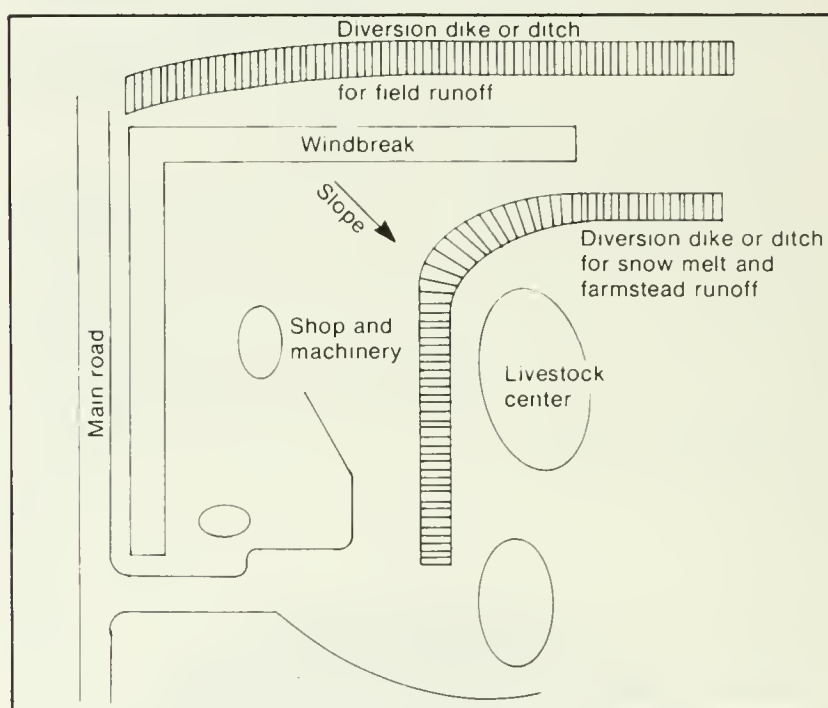 Diversion dike or ditch
for field runoff
Windbreak
Slope
Diversion dike or ditch
for snow melt and
farmstead runoff
Shop and
machinery
Livestock
center
Main road